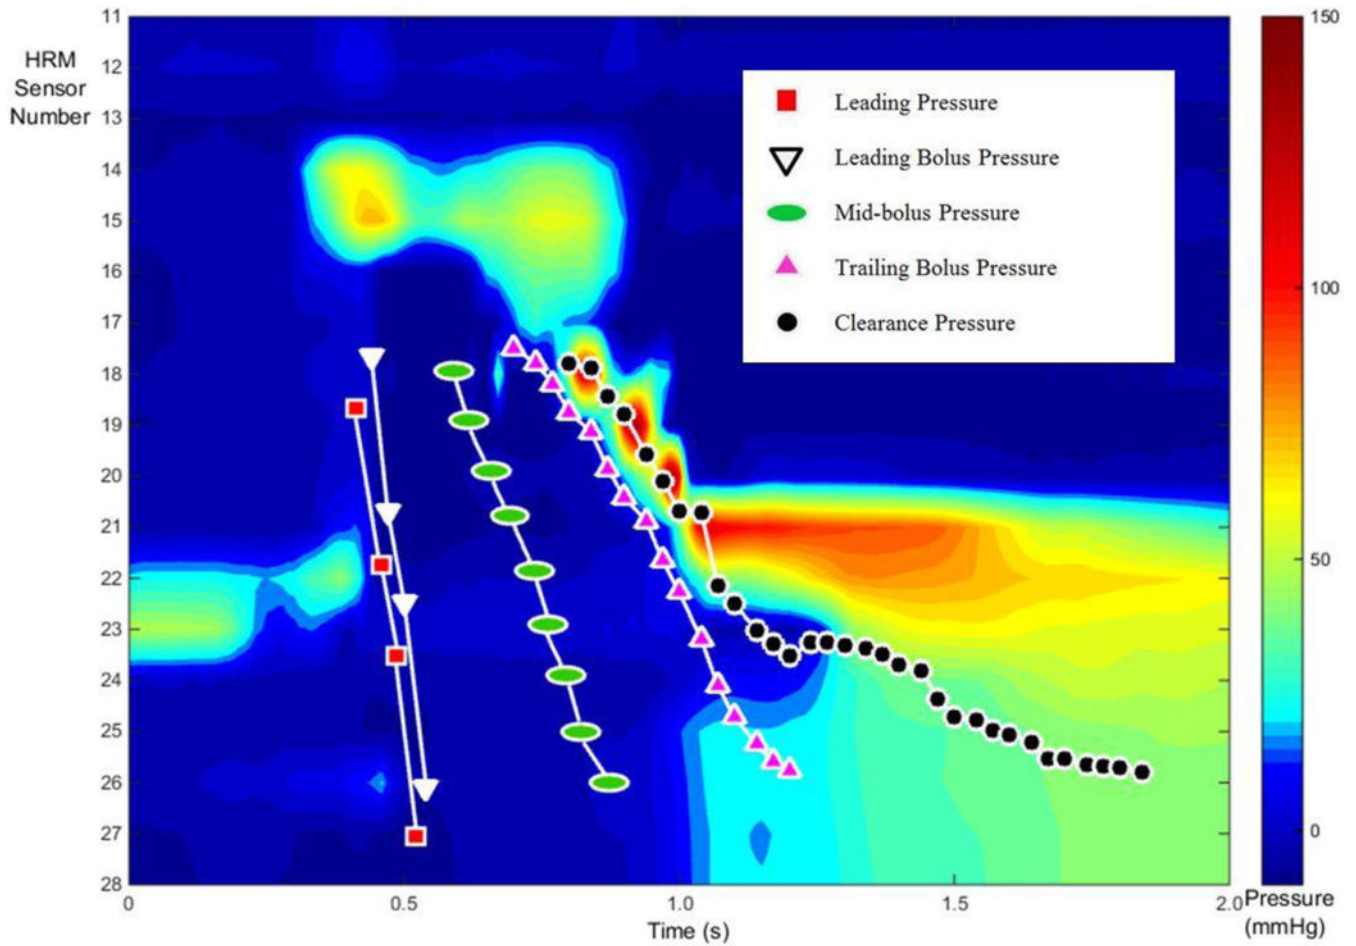 HRM
Sensor
Number
11
12
13
14
15
16
17
18
19
20
21
22
23
24
25
26
27
28
Leading Pressure
Leading Bolus Pressure
Mid-bolus Pressure
Trailing Bolus Pressure
Clearance Pressure
0
0.5
1.0
1.5
2.0
Time (s)
150
100
50
0
Pressure
(mmHg)